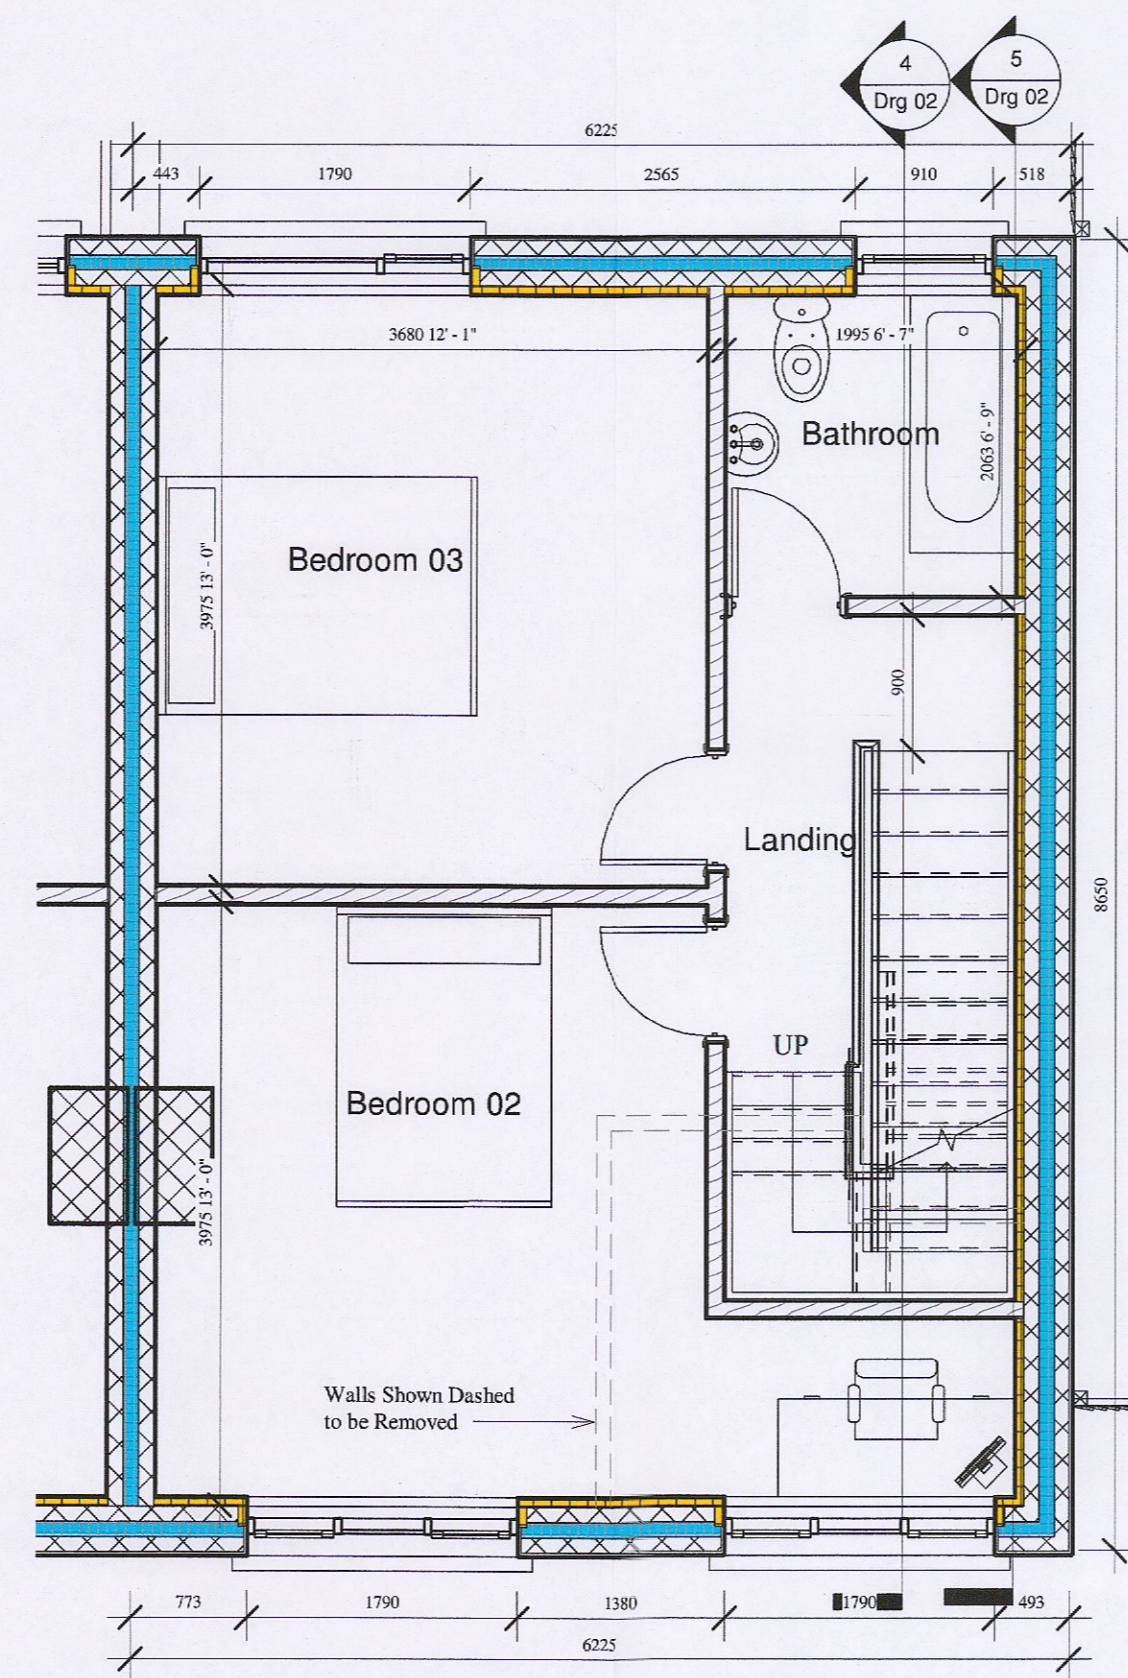 4
Drg 02
5
Drg 02
6225
443
1790
2565
910
518
3680 12' - 1"
1995 6' - 7"
Bathroom
2063 6' - 9"
Bedroom 03
3975 13' - 0"
900
Landing
8650
UP
Bedroom 02
3975 13' - 0"
Walls Shown Dashed
to be Removed
773
1790
1380
1790
493
6225